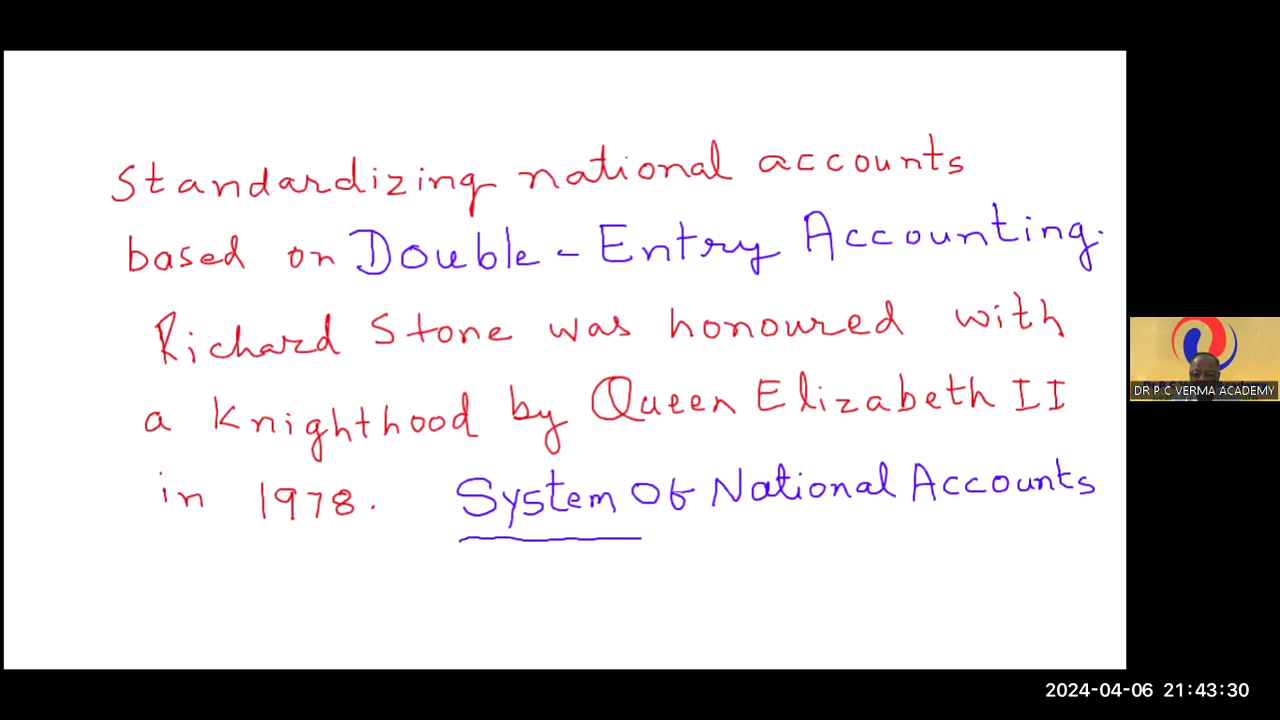 Standardizing national accounts
based on Double-Entry Accounting.
Richard Stone was honoured with
a Knighthood by Queen Elizabeth II
in 1978. System Of National Accounts
DR P C VERMA ACADEMY
2024-04-06 21:43:30